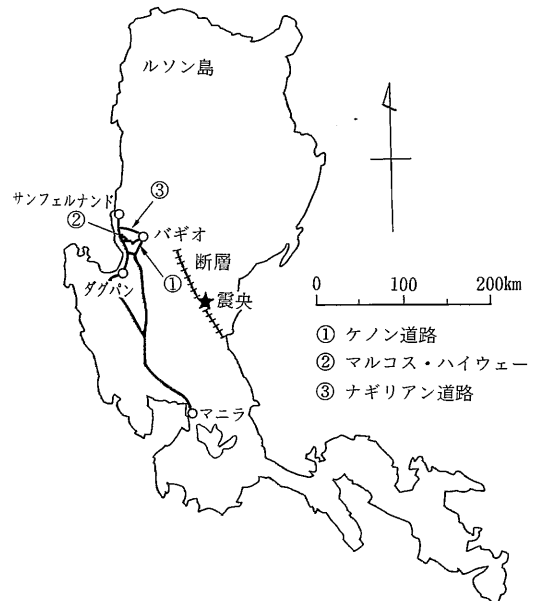 ルソン島
サンフェルナンド
③
②
バギオ
断層
ダグパン
①
★震央
0 100 200km
① ケノン道路
② マルコス・ハイウェー
③ ナギリアン道路
マニラ